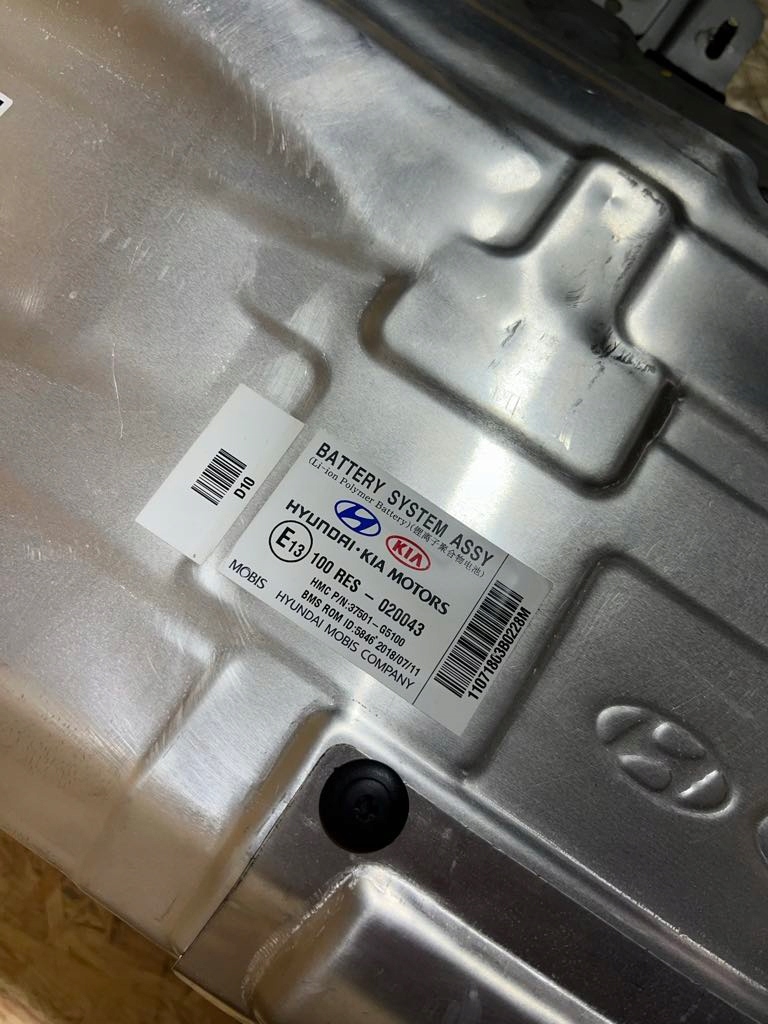 D10
BATTERY SYSTEM ASSY
(Li-ion Polymer Battery)(锂离子聚合物电池)
KIA
HYUNDAI·KIA MOTORS
E13 100 RES - 020043
HMC P/N:37501-G5100
BMS ROM ID:5846 2018/07/11
MOBIS HYUNDAI MOBIS COMPANY
110718G3B0228M